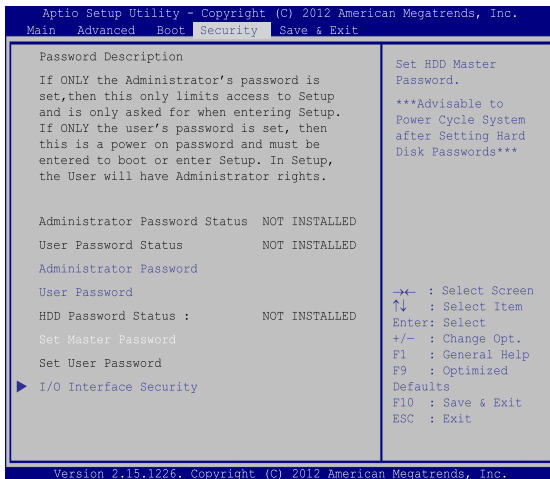 Aptio Setup Utility - Copyright (C) 2012 American Megatrends, Inc.
Main Advanced Boot Security Save & Exit
Password Description
If ONLY the Administrator's password is
set,then this only limits access to Setup
and is only asked for when entering Setup.
If ONLY the user's password is set, then
this is a power on password and must be
entered to boot or enter Setup. In Setup,
the User will have Administrator rights.
Administrator Password Status NOT INSTALLED
User Password Status NOT INSTALLED
Administrator Password
User Password
HDD Password Status : NOT INSTALLED
Set Master Password
Set User Password
I/O Interface Security
Set HDD Master
Password.
***Advisable to
Power Cycle System
after Setting Hard
Disk Passwords***
→← : Select Screen
↑↓ : Select Item
Enter: Select
+/— : Change Opt.
F1 : General Help
F9 : Optimized
Defaults
F10 : Save & Exit
ESC : Exit
Version 2.15.1226. Copyright (C) 2012 American Megatrends, Inc.